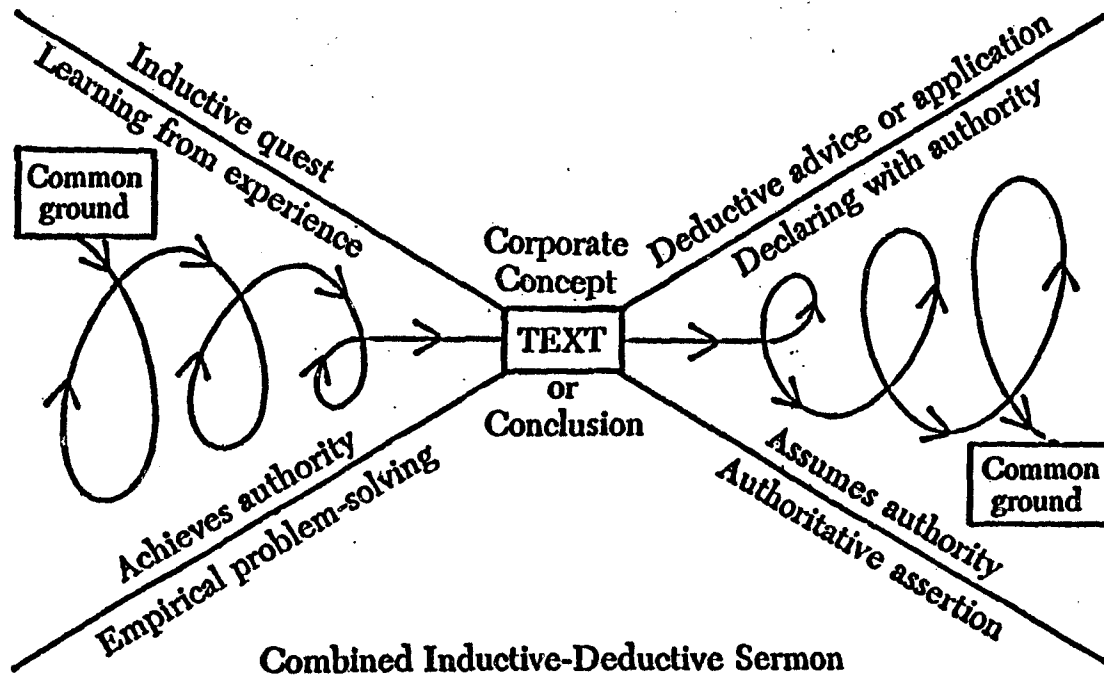 Inductive quest
Learning from experience
Common
ground
Achieves authority
Empirical problem-solving
Corporate
Concept
TEXT
or
Conclusion
Deductive advice or application
Declaring with authority
Assumes authority
Authoritative assertion
Common
ground
Combined Inductive-Deductive Sermon